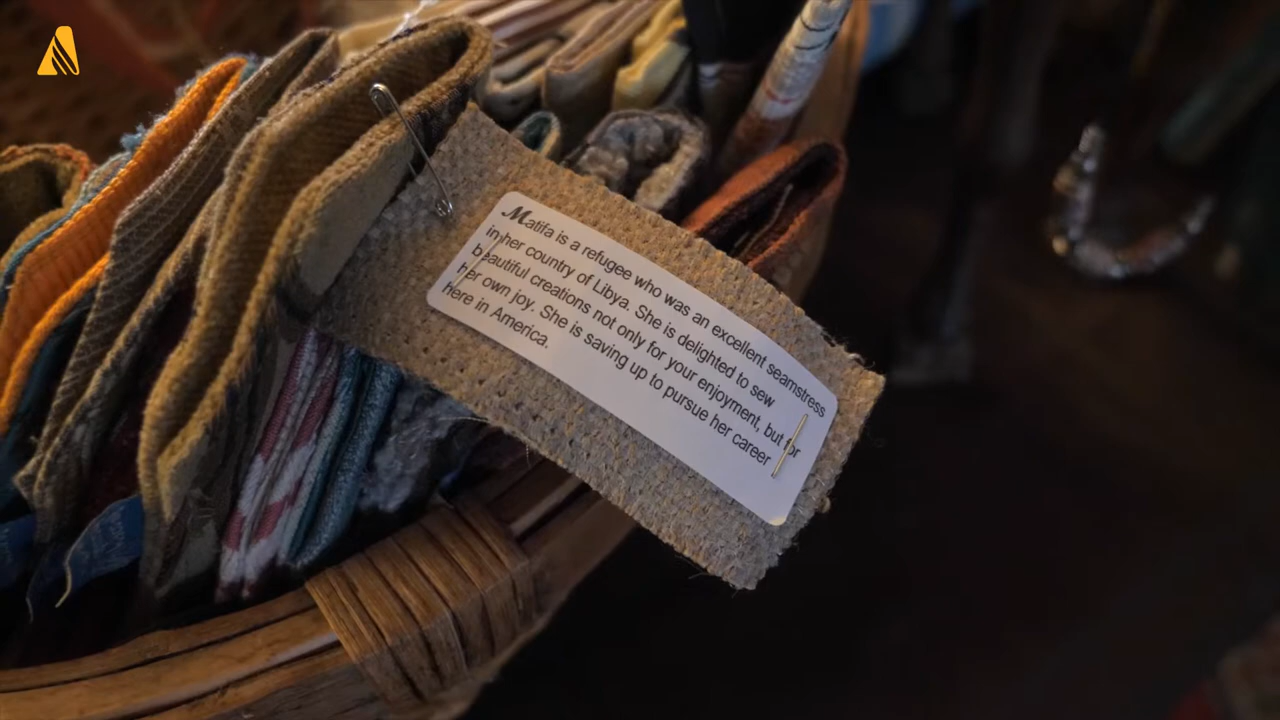 Matifa is a refugee who was an excellent seamstress
in her country of Libya. She is delighted to sew
beautiful creations not only for your enjoyment, but for
her own joy. She is saving up to pursue her career
here in America.